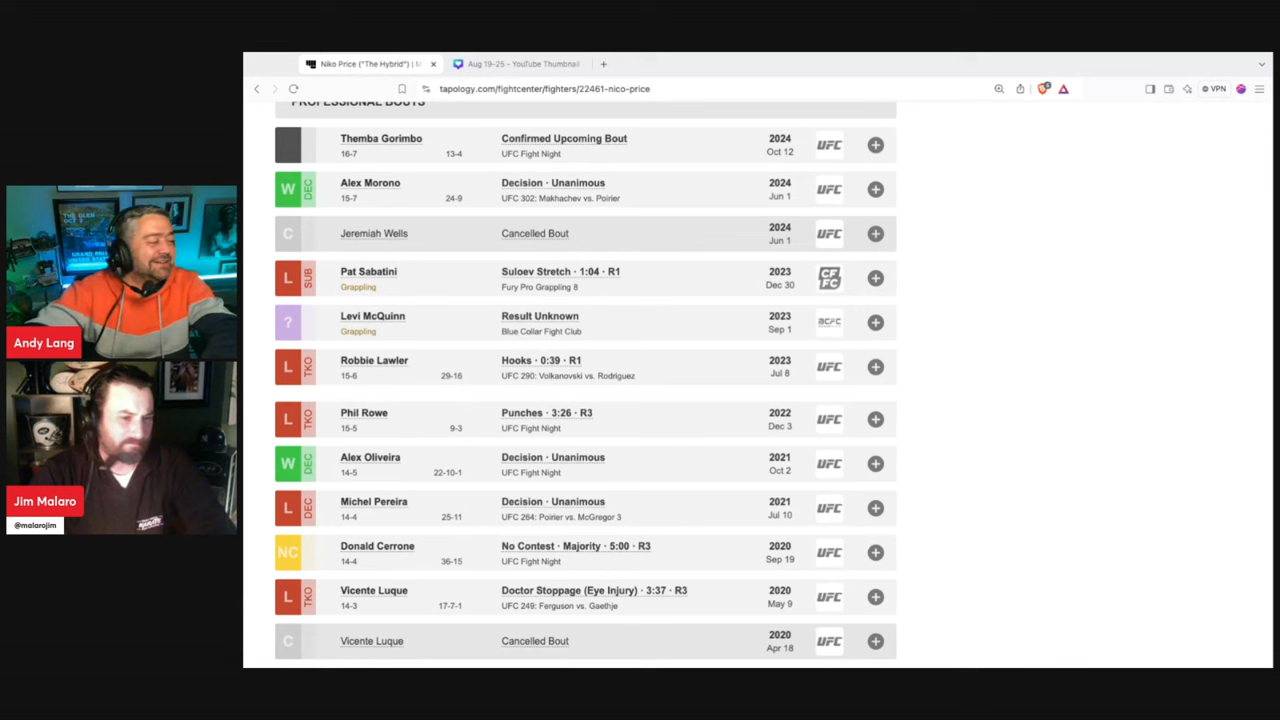 Niko Price ("The Hybrid") | M
Aug 19-25 - YouTube Thumbnail
tapology.com/fightcenter/fighters/22461-nico-price
VPN
PROFESSIONAL BOUTS
Themba Gorimbo Confirmed Upcoming Bout 2024 UFC
16-7 13-4 UFC Fight Night Oct 12
W DEC Alex Morono Decision · Unanimous 2024 UFC
15-7 24-9 UFC 302: Makhachev vs. Poirier Jun 1
C Jeremiah Wells Cancelled Bout 2024 UFC
Jun 1
L SUB Pat Sabatini Suloev Stretch · 1:04 · R1 2023 CFFC
Grappling Fury Pro Grappling 8 Dec 30
? Levi McQuinn Result Unknown 2023 BCFC
Grappling Blue Collar Fight Club Sep 1
L TKO Robbie Lawler Hooks · 0:39 · R1 2023 UFC
15-6 29-16 UFC 290: Volkanovski vs. Rodriguez Jul 8
L TKO Phil Rowe Punches · 3:26 · R3 2022 UFC
15-5 9-3 UFC Fight Night Dec 3
W DEC Alex Oliveira Decision · Unanimous 2021 UFC
14-5 22-10-1 UFC Fight Night Oct 2
L DEC Michel Pereira Decision · Unanimous 2021 UFC
14-4 25-11 UFC 264: Poirier vs. McGregor 3 Jul 10
NC Donald Cerrone No Contest · Majority · 5:00 · R3 2020 UFC
14-4 36-15 UFC Fight Night Sep 19
L TKO Vicente Luque Doctor Stoppage (Eye Injury) · 3:37 · R3 2020 UFC
14-3 17-7-1 UFC 249: Ferguson vs. Gaethje May 9
C Vicente Luque Cancelled Bout 2020 UFC
Apr 18
Andy Lang
Jim Malaro
@malarojim